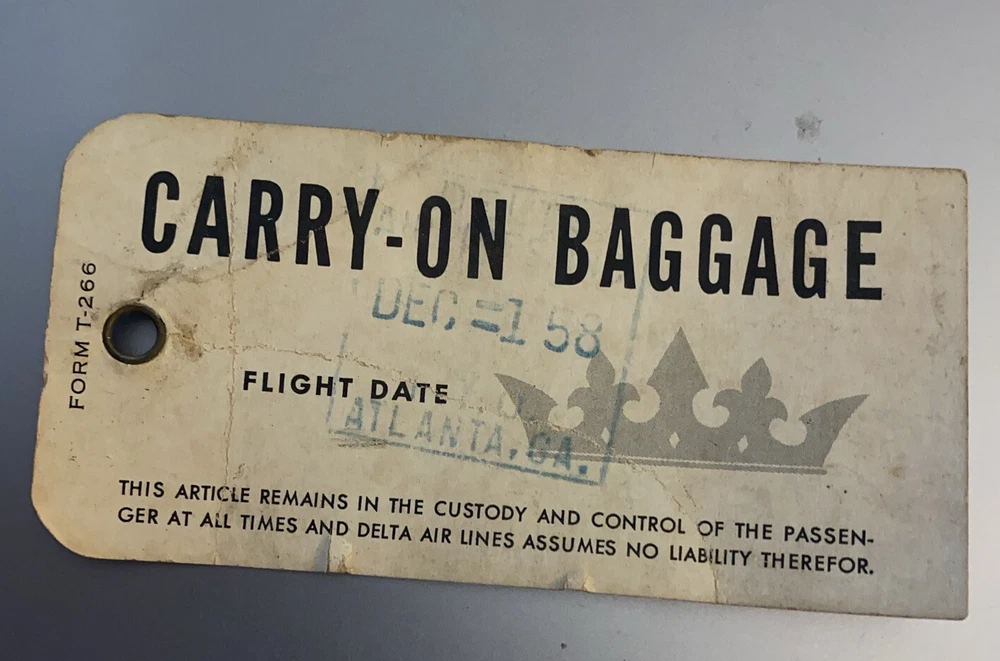 CARRY-ON BAGGAGE
FORM T-266
DEC -1 58
FLIGHT DATE
ATLANTA, GA.
THIS ARTICLE REMAINS IN THE CUSTODY AND CONTROL OF THE PASSEN-
GER AT ALL TIMES AND DELTA AIR LINES ASSUMES NO LIABILITY THEREFOR.